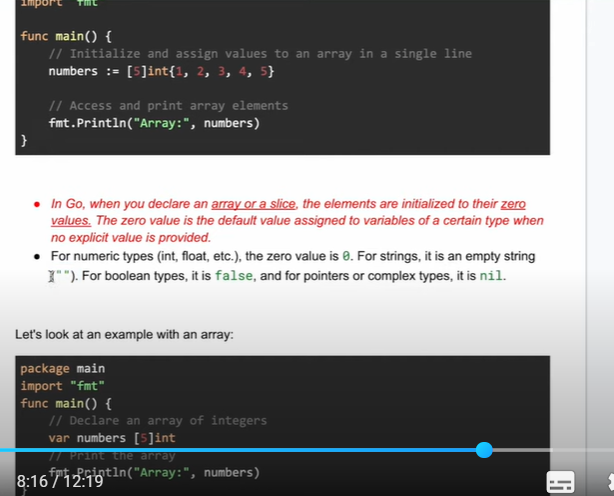 import "fmt"
func main() {
// Initialize and assign values to an array in a single line
numbers := [5]int{1, 2, 3, 4, 5}
// Access and print array elements
fmt.Println("Array:", numbers)
}
• In Go, when you declare an array or a slice, the elements are initialized to their zero
values. The zero value is the default value assigned to variables of a certain type when
no explicit value is provided.
• For numeric types (int, float, etc.), the zero value is 0. For strings, it is an empty string
(""). For boolean types, it is false, and for pointers or complex types, it is nil.
Let's look at an example with an array:
package main
import "fmt"
func main() {
// Declare an array of integers
var numbers [5]int
// Print the array
fmt.Println("Array:", numbers)
8:16 / 12:19
}